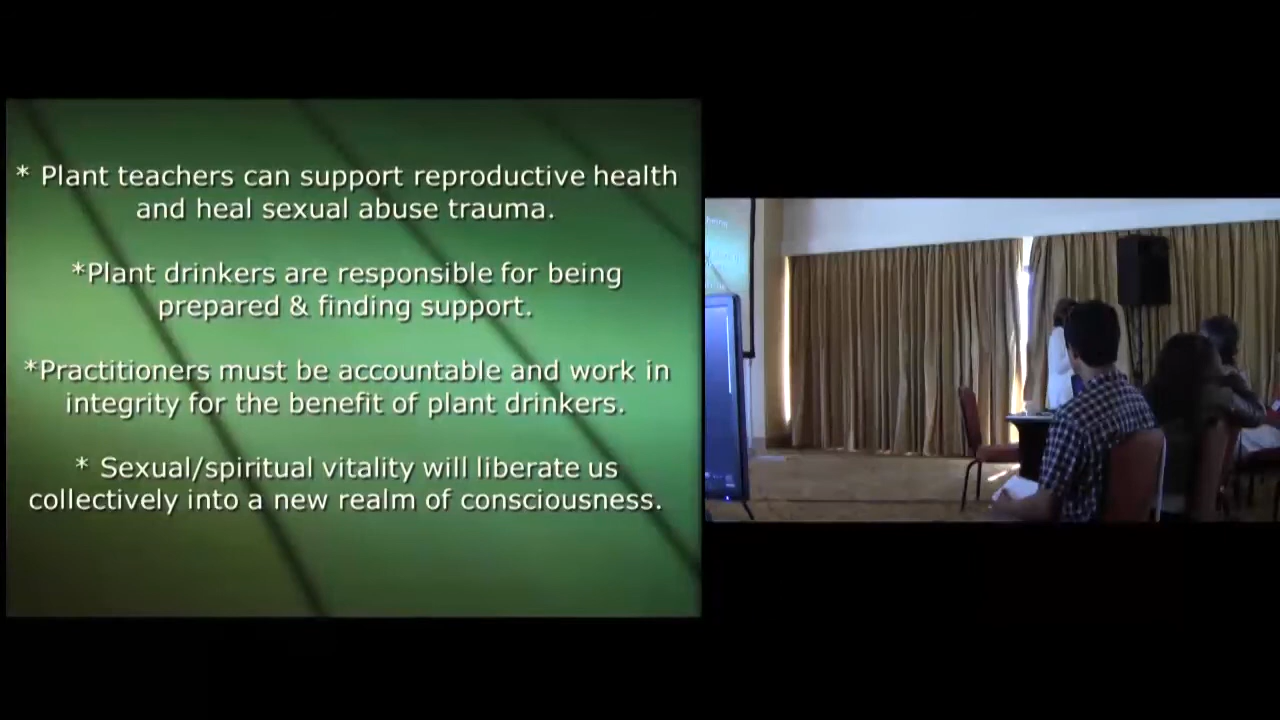 * Plant teachers can support reproductive health
and heal sexual abuse trauma.
*Plant drinkers are responsible for being
prepared & finding support.
*Practitioners must be accountable and work in
integrity for the benefit of plant drinkers.
* Sexual/spiritual vitality will liberate us
collectively into a new realm of consciousness.
being